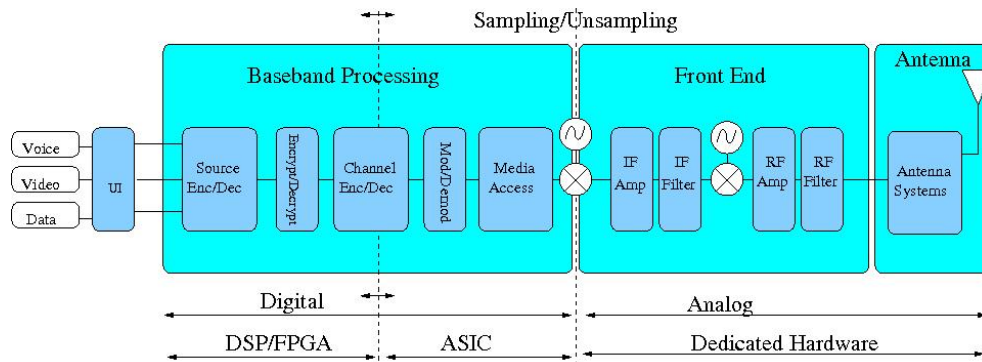 Sampling/Unsampling
Baseband Processing
Front End
Antenna
Voice
Video
Data
UI
Source
Enc/Dec
Encrypt/Decrypt
Channel
Enc/Dec
Mod/Demod
Media
Access
IF
Amp
IF
Filter
RF
Amp
RF
Filter
Antenna
Systems
Digital
Analog
DSP/FPGA
ASIC
Dedicated Hardware